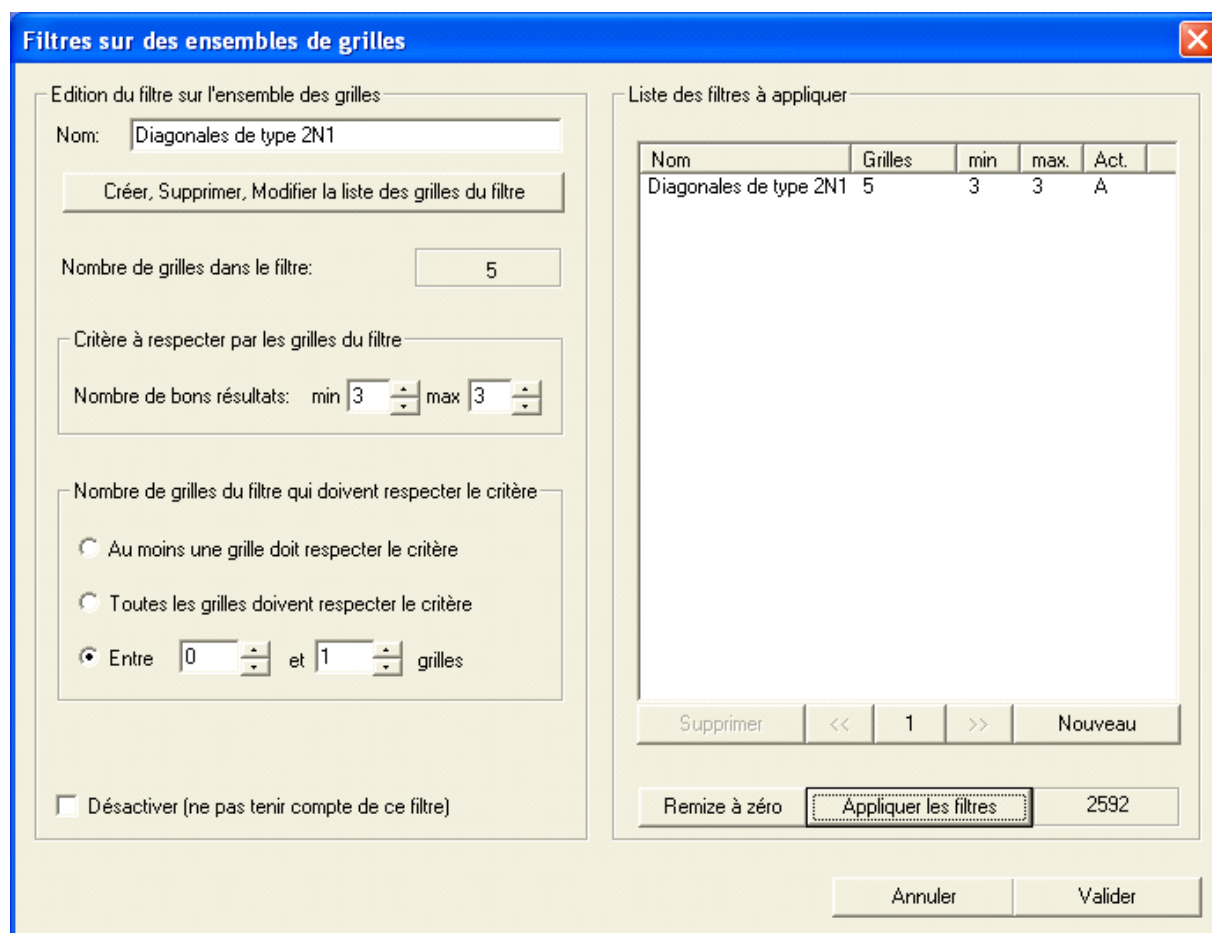 Filtres sur des ensembles de grilles
Edition du filtre sur l'ensemble des grilles
Nom: Diagonales de type 2N1
Créer, Supprimer, Modifier la liste des grilles du filtre
Nombre de grilles dans le filtre: 5
Critère à respecter par les grilles du filtre
Nombre de bons résultats: min 3 max 3
Nombre de grilles du filtre qui doivent respecter le critère
Au moins une grille doit respecter le critère
Toutes les grilles doivent respecter le critère
Entre 0 et 1 grilles
Désactiver (ne pas tenir compte de ce filtre)
Liste des filtres à appliquer
Nom Grilles min max. Act.
Diagonales de type 2N1 5 3 3 A
Supprimer << 1 >> Nouveau
Remize à zéro Appliquer les filtres 2592
Annuler Valider